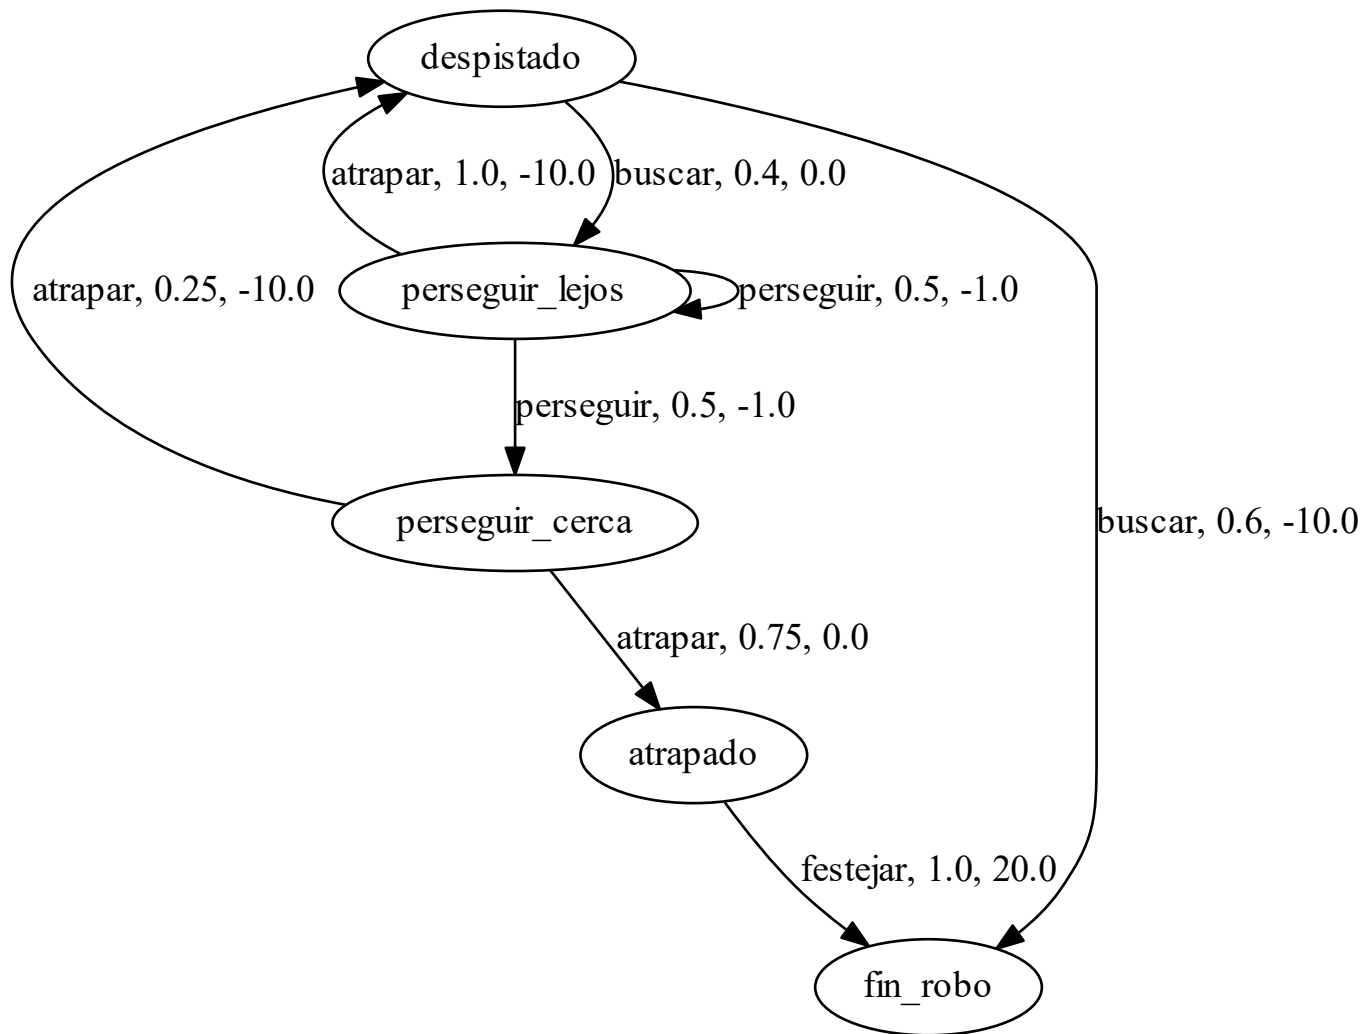 despistado
atrapar, 1.0, -10.0
buscar, 0.4, 0.0
atrapar, 0.25, -10.0
perseguir_lejos
perseguir, 0.5, -1.0
perseguir, 0.5, -1.0
perseguir_cerca
buscar, 0.6, -10.0
atrapar, 0.75, 0.0
atrapado
festejar, 1.0, 20.0
fin_robo